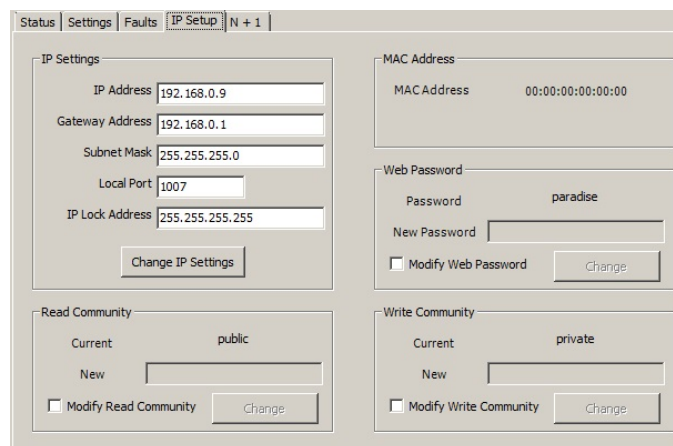 Status Settings Faults IP Setup N + 1
IP Settings
IP Address 192.168.0.9
Gateway Address 192.168.0.1
Subnet Mask 255.255.255.0
Local Port 1007
IP Lock Address 255.255.255.255
Change IP Settings
MAC Address
MAC Address 00:00:00:00:00:00
Web Password
Password paradise
New Password
Modify Web Password Change
Read Community
Current public
New
Modify Read Community Change
Write Community
Current private
New
Modify Write Community Change